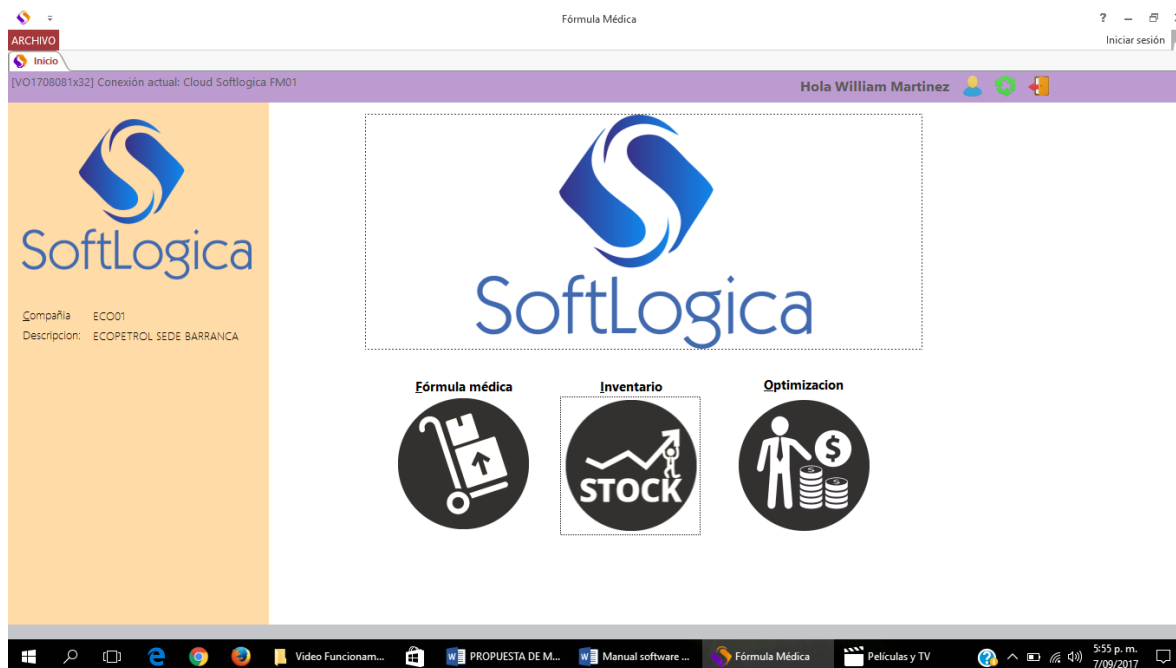 Fórmula Médica
?
ARCHIVO
Iniciar sesión
Inicio
[VO1708081x32] Conexión actual: Cloud Softlogica FM01
Hola William Martinez
SoftLogica
Compañia ECO01
Descripcion: ECOPETROL SEDE BARRANCA
SoftLogica
Fórmula médica
Inventario
Optimizacion
STOCK
$
Video Funcionam...
PROPUESTA DE M...
Manual software ...
Fórmula Médica
Películas y TV
5:55 p. m.
7/09/2017